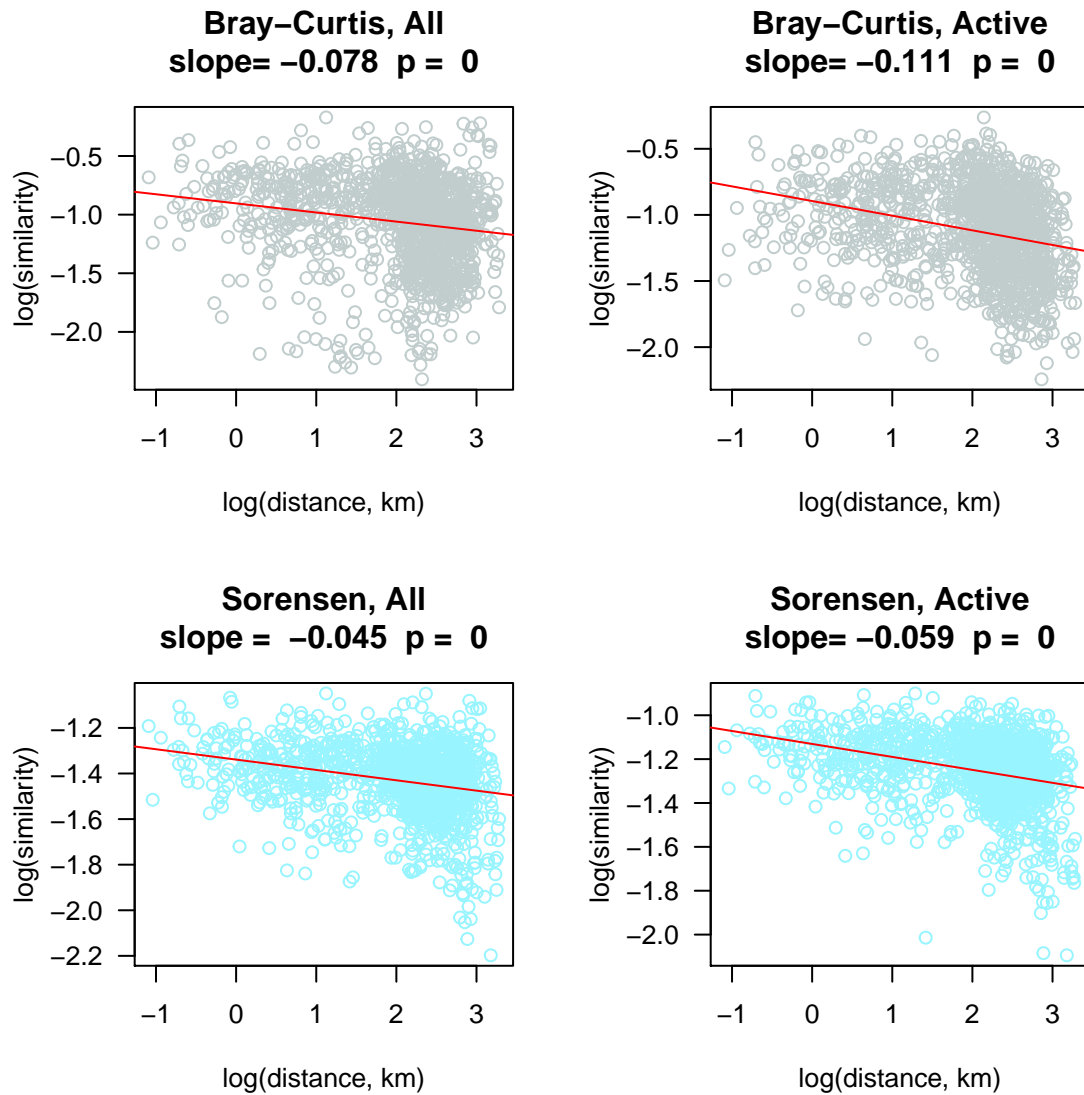 Bray−Curtis, All
slope= −0.078  p =  0
log(similarity)
−0.5
−1.0
−1.5
−2.0
−1 0 1 2 3
log(distance, km)
Bray−Curtis, Active
slope= −0.111  p =  0
log(similarity)
−0.5
−1.0
−1.5
−2.0
−1 0 1 2 3
log(distance, km)
Sorensen, All
slope =  −0.045  p =  0
log(similarity)
−1.2
−1.4
−1.6
−1.8
−2.0
−2.2
−1 0 1 2 3
log(distance, km)
Sorensen, Active
slope= −0.059  p =  0
log(similarity)
−1.0
−1.2
−1.4
−1.6
−1.8
−2.0
−1 0 1 2 3
log(distance, km)